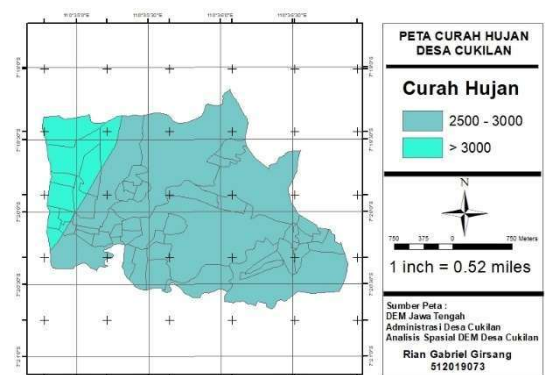 PETA CURAH HUJAN
DESA CUKILAN
Curah Hujan
2500 - 3000
> 3000
N
750 375 0 750 Meters
1 inch = 0.52 miles
Sumber Peta :
DEM Jawa Tengah
Administrasi Desa Cukilan
Analisis Spasial DEM Desa Cukilan
Rian Gabriel Girsang
512019073